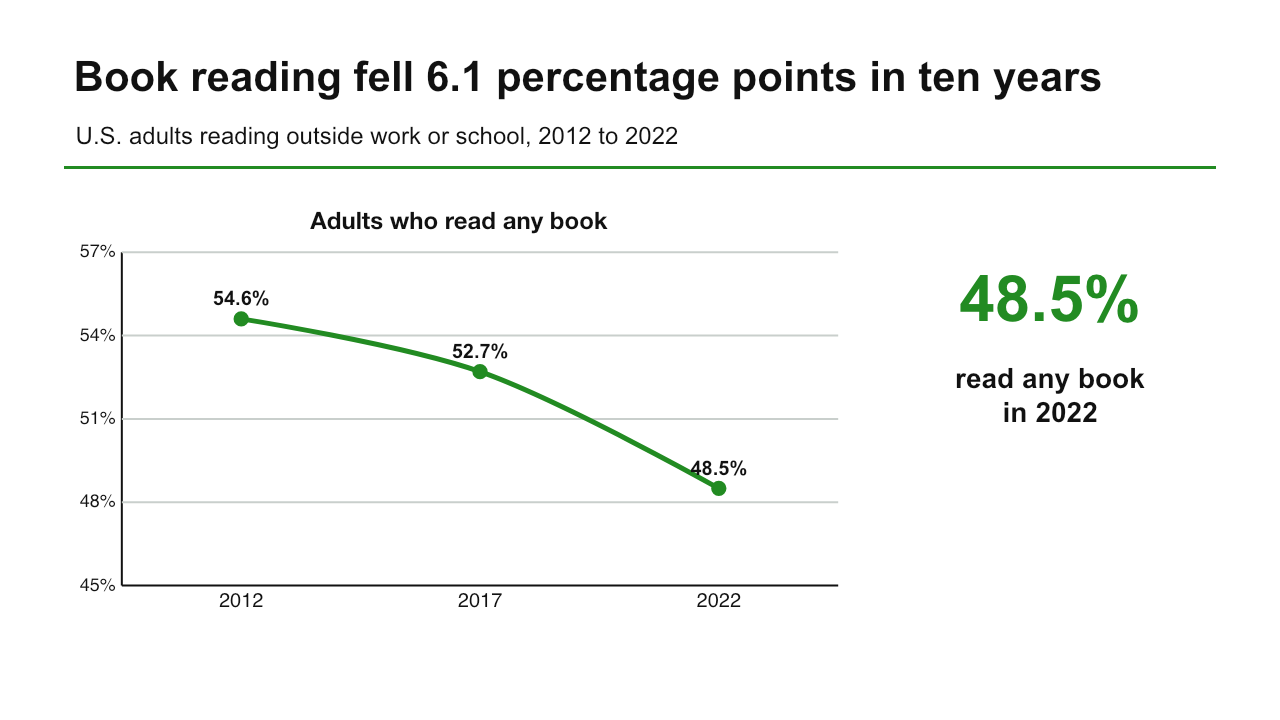 Book reading fell 6.1 percentage points in ten years
U.S. adults reading outside work or school, 2012 to 2022
Adults who read any book
57%
54%
51%
48%
45%
54.6%
52.7%
48.5%
2012
2017
2022
48.5%
read any book
in 2022